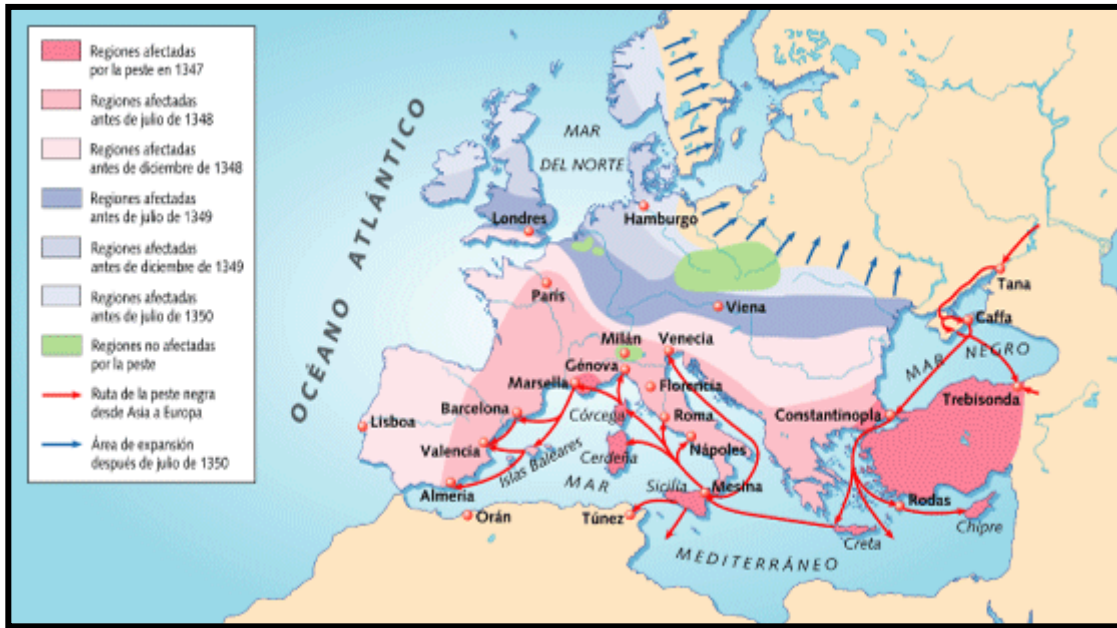 Regiones afectadas
por la peste en 1347
Regiones afectadas
antes de julio de 1348
Regiones afectadas
antes de diciembre de 1348
Regiones afectadas
antes de julio de 1349
Regiones afectadas
antes de diciembre de 1349
Regiones afectadas
antes de julio de 1350
Regiones no afectadas
por la peste
Ruta de la peste negra
desde Asia a Europa
Área de expansión
después de julio de 1350
OCÉANO ATLÁNTICO
MAR
DEL NORTE
Londres
Hamburgo
París
Viena
Tana
Caffa
MAR NEGRO
Milán
Venecia
Génova
Marsella
Florencia
Trebisonda
Barcelona
Córcega
Roma
Constantinopla
Lisboa
Valencia
Islas Baleares
Cerdeña
Nápoles
Almería
MAR
Sicilia
Mesina
Rodas
Orán
Túnez
Creta
Chipre
MEDITERRÁNEO